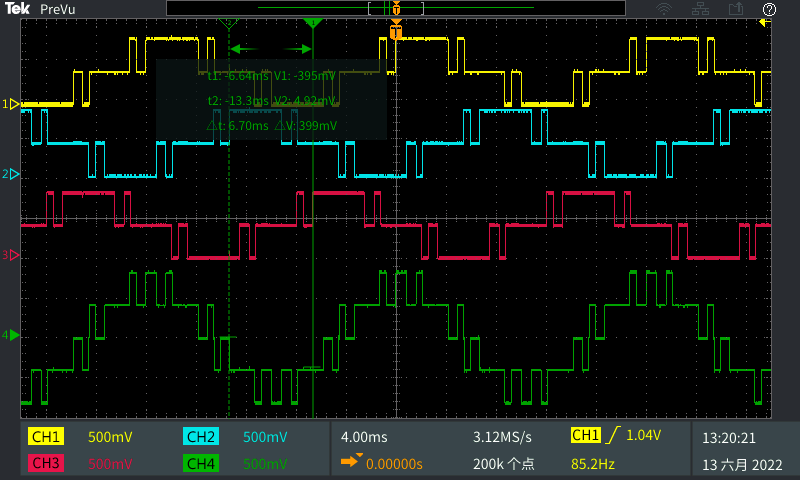 Tek PreVu
T
2 1
T
t1: -6.64ms V1: -395mV
t2: -13.3ms V2: 4.92mV
△t: 6.70ms △V: 399mV
1
2
3
4
CH1 500mV CH2 500mV 4.00ms 3.12MS/s CH1 1.04V 13:20:21
CH3 500mV CH4 500mV 0.00000s 200k 个点 85.2Hz 13 六月 2022